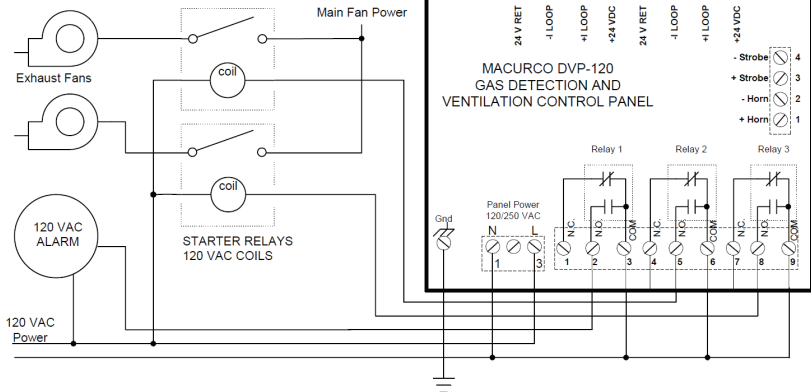 Main Fan Power
Exhaust Fans
coil
coil
120 VAC
ALARM
STARTER RELAYS
120 VAC COILS
120 VAC
Power
24 V RET
-I LOOP
+I LOOP
+24 VDC
24 V RET
-I LOOP
+I LOOP
+24 VDC
MACURCO DVP-120
GAS DETECTION AND
VENTILATION CONTROL PANEL
- Strobe 4
+ Strobe 3
- Horn 2
+ Horn 1
Relay 1 Relay 2 Relay 3
Gnd
Panel Power
120/250 VAC
N L
1 3
N.C. N.O. COM N.C. N.O. COM N.C. N.O. COM
1 2 3 4 5 6 7 8 9